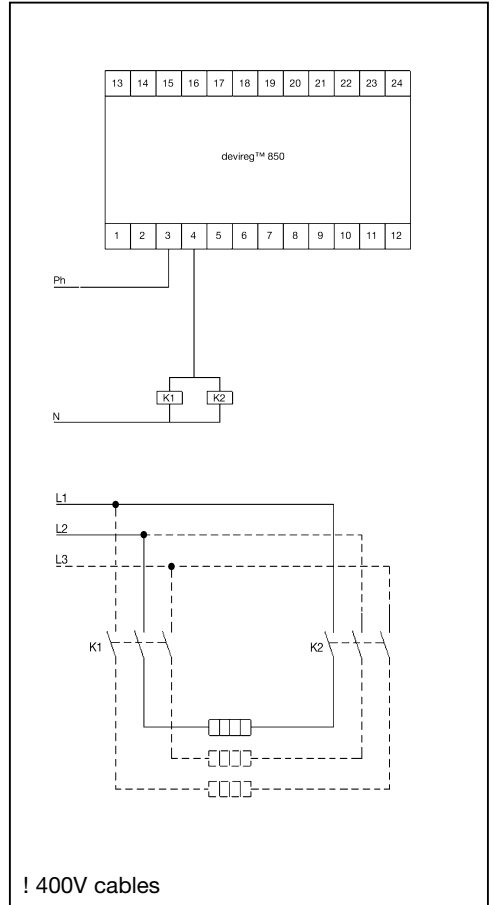 13 14 15 16 17 18 19 20 21 22 23 24
devireg™ 850
1 2 3 4 5 6 7 8 9 10 11 12
Ph
K1 K2
N
L1
L2
L3
K1 K2
! 400V cables